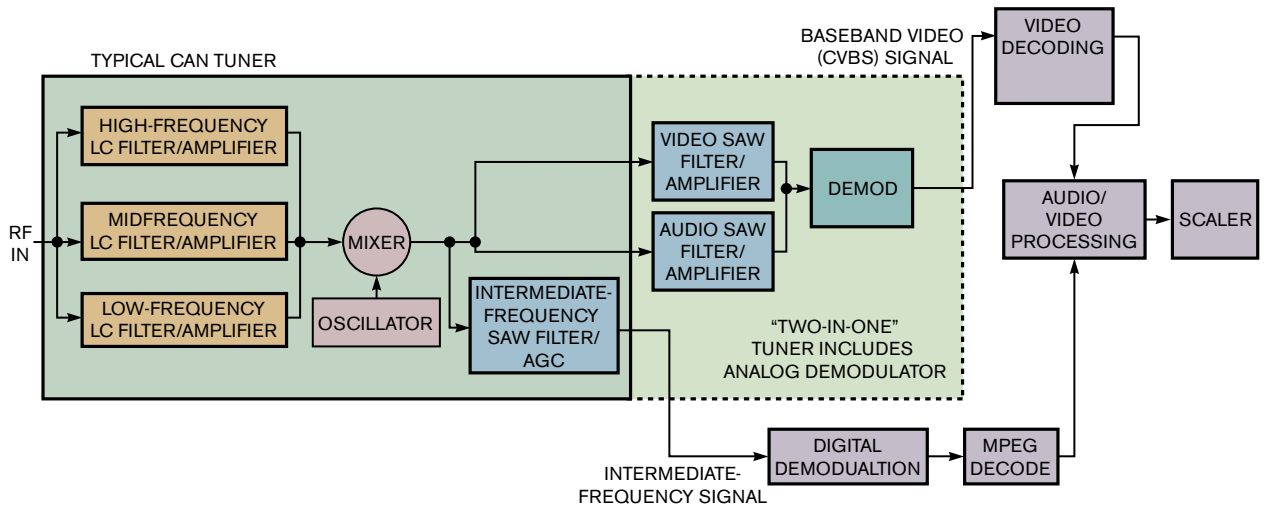 TYPICAL CAN TUNER
HIGH-FREQUENCY
LC FILTER/AMPLIFIER
MIDFREQUENCY
LC FILTER/AMPLIFIER
LOW-FREQUENCY
LC FILTER/AMPLIFIER
RF
IN
MIXER
OSCILLATOR
INTERMEDIATE-
FREQUENCY
SAW FILTER/
AGC
VIDEO SAW
FILTER/
AMPLIFIER
AUDIO SAW
FILTER/
AMPLIFIER
DEMOD
“TWO-IN-ONE”
TUNER INCLUDES
ANALOG DEMODULATOR
BASEBAND VIDEO
(CVBS) SIGNAL
VIDEO
DECODING
AUDIO/
VIDEO
PROCESSING
SCALER
INTERMEDIATE-
FREQUENCY SIGNAL
DIGITAL
DEMODUALTION
MPEG
DECODE